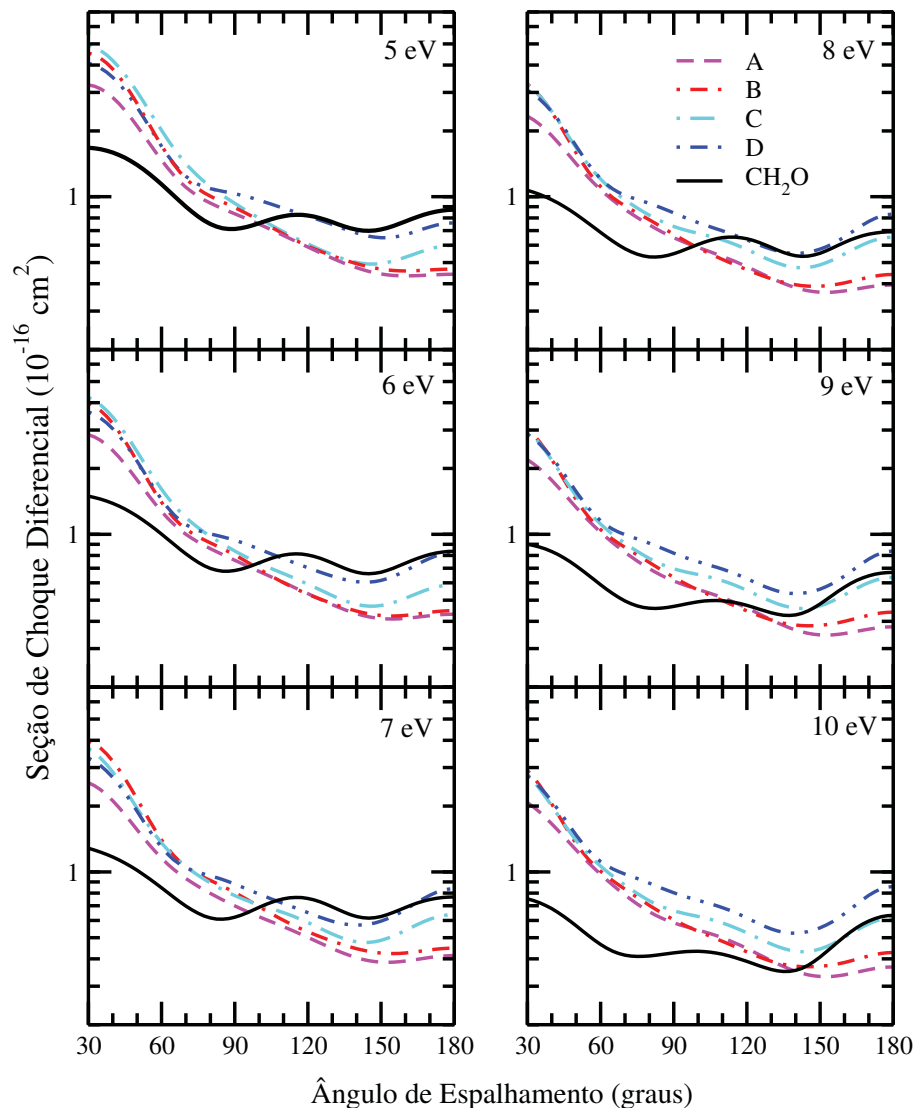 Seção de Choque Diferencial (10⁻¹⁶ cm²)
5 eV
1
8 eV
A
B
C
D
CH₂O
1
6 eV
1
9 eV
1
7 eV
1
30 60 90 120 150 180
10 eV
1
30 60 90 120 150 180
Ângulo de Espalhamento (graus)